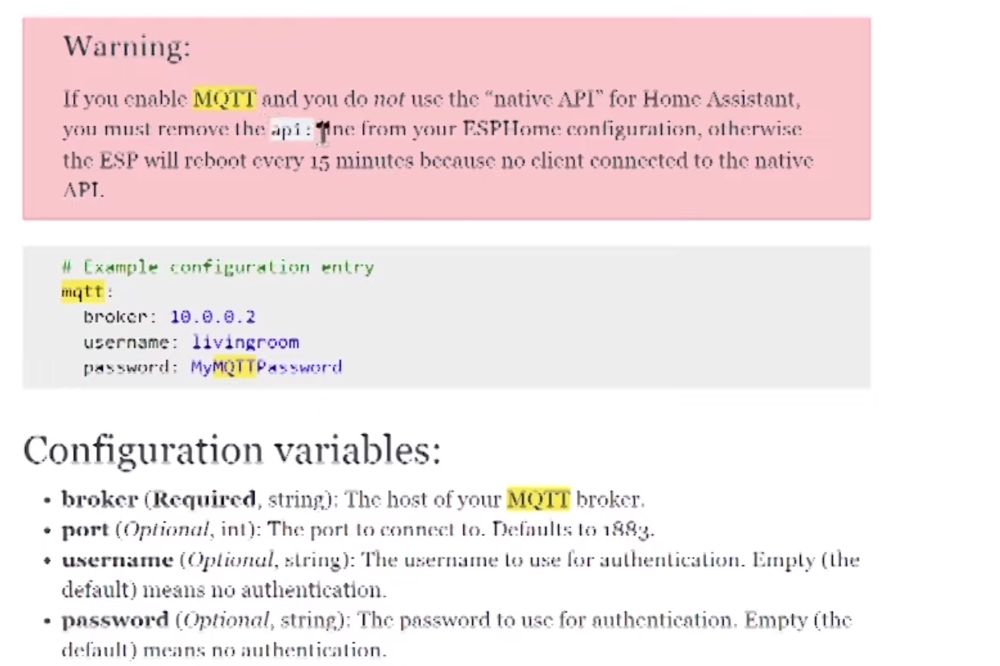 Warning:
If you enable MQTT and you do not use the “native API” for Home Assistant,
you must remove the api: line from your ESPHome configuration, otherwise
the ESP will reboot every 15 minutes because no client connected to the native
API.
# Example configuration entry
mqtt:
broker: 10.0.0.2
username: livingroom
password: MyMQTTPassword
Configuration variables:
• broker (Required, string): The host of your MQTT broker.
• port (Optional, int): The port to connect to. Defaults to 1883.
• username (Optional, string): The username to use for authentication. Empty (the
default) means no authentication.
• password (Optional, string): The password to use for authentication. Empty (the
default) means no authentication.